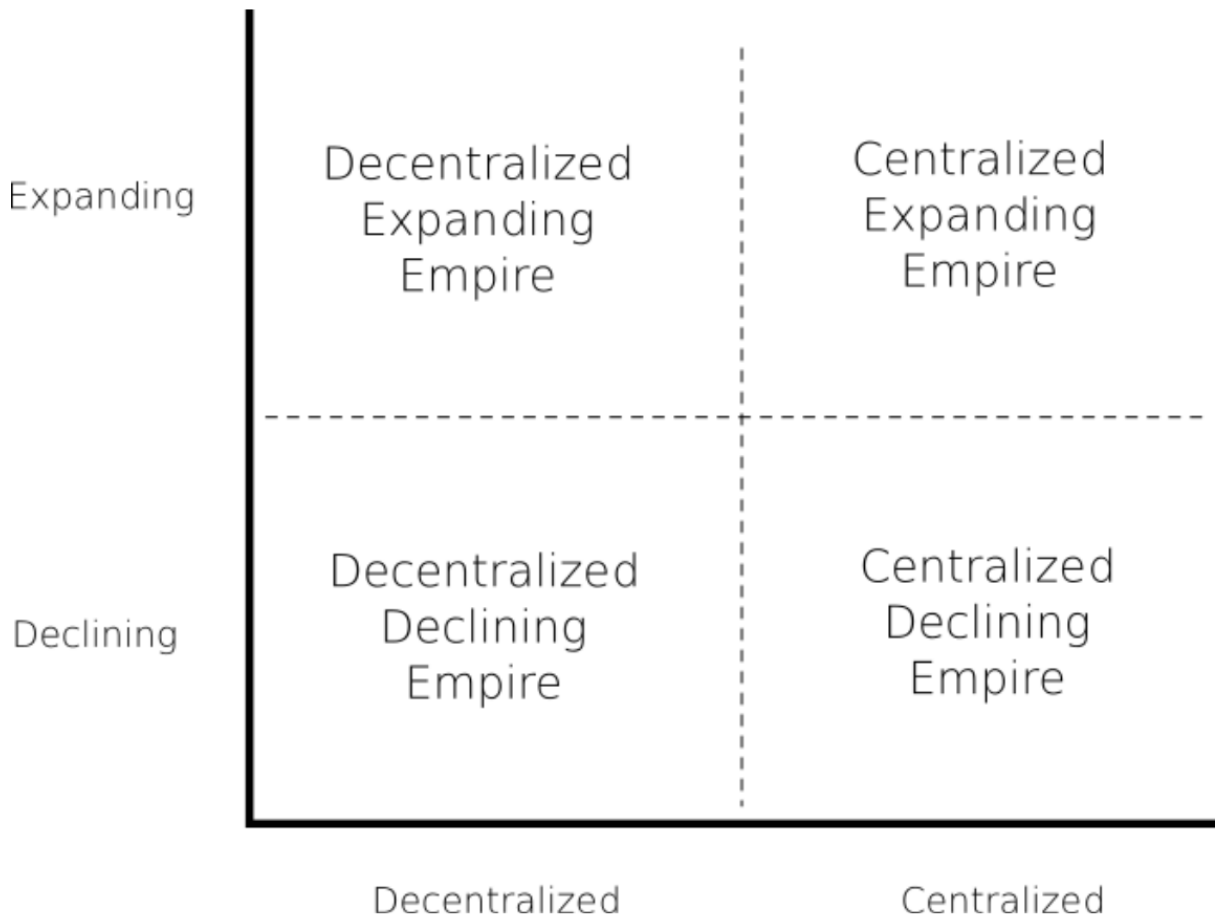 Decentralized
Expanding
Empire
Centralized
Expanding
Empire
Expanding
Decentralized
Declining
Empire
Centralized
Declining
Empire
Declining
Decentralized
Centralized